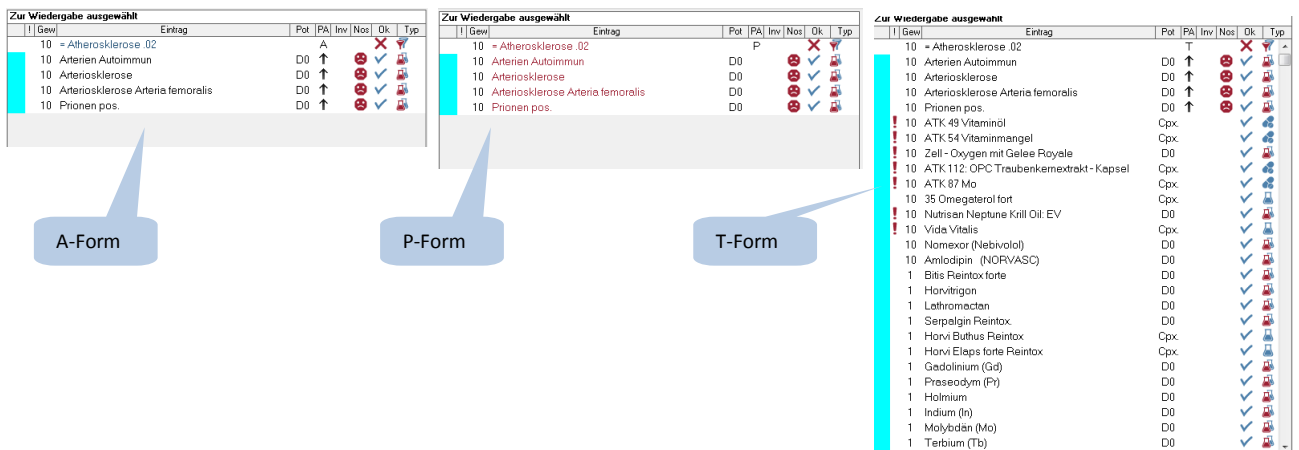 Zur Wiedergabe ausgewählt
! Gew Eintrag Pot PA Inv Nos Ok Typ
10 = Atherosklerose .02 A
10 Arterien Autoimmun D0
10 Arteriosklerose D0
10 Arteriosklerose Arteria femoralis D0
10 Prionen pos. D0
A-Form
Zur Wiedergabe ausgewählt
! Gew Eintrag Pot PA Inv Nos Ok Typ
10 = Atherosklerose .02 P
10 Arterien Autoimmun D0
10 Arteriosklerose D0
10 Arteriosklerose Arteria femoralis D0
10 Prionen pos. D0
P-Form
Zur Wiedergabe ausgewählt
! Gew Eintrag Pot PA Inv Nos Ok Typ
10 = Atherosklerose .02 T
10 Arterien Autoimmun D0
10 Arteriosklerose D0
10 Arteriosklerose Arteria femoralis D0
10 Prionen pos. D0
! 10 ATK 49 Vitaminöl Cpx.
! 10 ATK 54 Vitaminmangel Cpx.
! 10 Zell - Oxygen mit Gelee Royale D0
! 10 ATK 112: OPC Traubenkernextrakt - Kapsel Cpx.
! 10 ATK 87 Mo Cpx.
10 35 Omegaterol fort Cpx.
! 10 Nutrisan Neptune Krill Oil: EV D0
! 10 Vida Vitalis Cpx.
10 Nomexor (Nebivolol) D0
10 Amlodipin (NORVASC) D0
1 Bitis Reintox forte D0
1 Horvitrigon D0
1 Lathromactan D0
1 Serpalgin Reintox. D0
1 Horvi Buthus Reintox Cpx.
1 Horvi Elaps forte Reintox Cpx.
1 Gadolinium (Gd) D0
1 Praseodym (Pr) D0
1 Holmium D0
1 Indium (In) D0
1 Molybdän (Mo) D0
1 Terbium (Tb) D0
T-Form